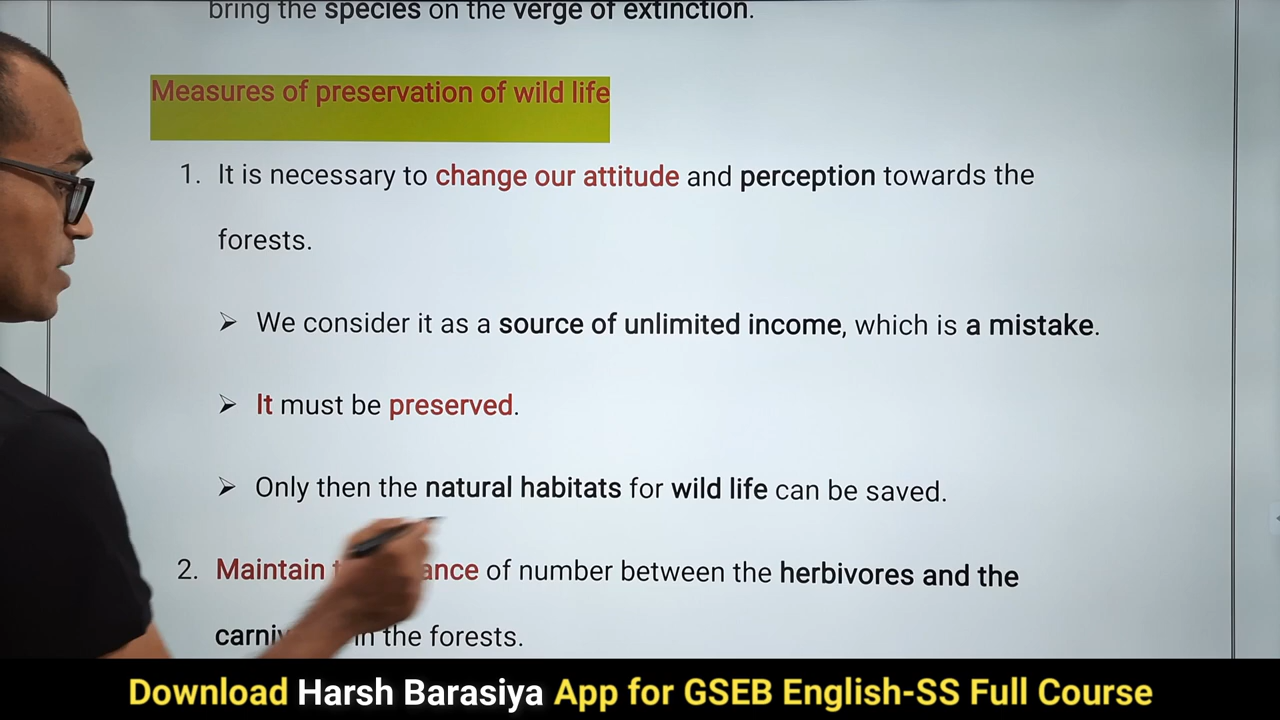 bring the species on the verge of extinction.
Measures of preservation of wild life
1. It is necessary to change our attitude and perception towards the
forests.
➢ We consider it as a source of unlimited income, which is a mistake.
➢ It must be preserved.
➢ Only then the natural habitats for wild life can be saved.
2. Maintain of number between the herbivores and the
in the forests.
Download Harsh Barasiya App for GSEB English-SS Full Course